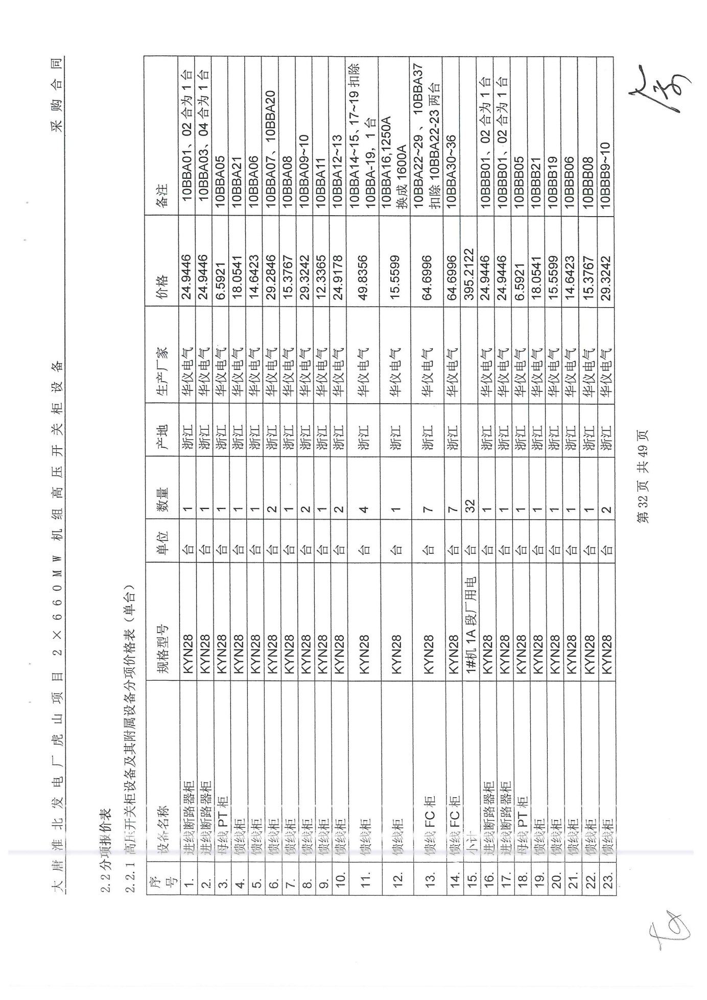 大唐淮北发电厂虎山项目2×660MW机组高压开关柜设备 采购合同
2.2分项报价表
2.2.1 高压开关柜设备及其附属设备分项价格表（单台）
序号 设备名称 规格型号 单位 数量 产地 生产厂家 价格 备注
1. 进线断路器柜 KYN28 台 1 浙江 华仪电气 24.9446 10BBA01、02 合为 1 台
2. 进线断路器柜 KYN28 台 1 浙江 华仪电气 24.9446 10BBA03、04 合为 1 台
3. 母线 PT 柜 KYN28 台 1 浙江 华仪电气 6.5921 10BBA05
4. 馈线柜 KYN28 台 1 浙江 华仪电气 18.0541 10BBA21
5. 馈线柜 KYN28 台 1 浙江 华仪电气 14.6423 10BBA06
6. 馈线柜 KYN28 台 2 浙江 华仪电气 29.2846 10BBA07、10BBA20
7. 馈线柜 KYN28 台 1 浙江 华仪电气 15.3767 10BBA08
8. 馈线柜 KYN28 台 2 浙江 华仪电气 29.3242 10BBA09~10
9. 馈线柜 KYN28 台 1 浙江 华仪电气 12.3365 10BBA11
10. 馈线柜 KYN28 台 2 浙江 华仪电气 24.9178 10BBA12~13
11. 馈线柜 KYN28 台 4 浙江 华仪电气 49.8356 10BBA14~15、17~19 扣除
10BBA-19，1 台
12. 馈线柜 KYN28 台 1 浙江 华仪电气 15.5599 10BBA16,1250A
换成 1600A
13. 馈线 FC 柜 KYN28 台 7 浙江 华仪电气 64.6996 10BBA22~29 、10BBA37
扣除 10BBA22-23 两台
14. 馈线 FC 柜 KYN28 台 7 浙江 华仪电气 64.6996 10BBA30~36
15. 小计 1#机 1A 段厂用电 台 32 395.2122
16. 进线断路器柜 KYN28 台 1 浙江 华仪电气 24.9446 10BBB01、02 合为 1 台
17. 进线断路器柜 KYN28 台 1 浙江 华仪电气 24.9446 10BBB01、02 合为 1 台
18. 母线 PT 柜 KYN28 台 1 浙江 华仪电气 6.5921 10BBB05
19. 馈线柜 KYN28 台 1 浙江 华仪电气 18.0541 10BBB21
20. 馈线柜 KYN28 台 1 浙江 华仪电气 15.5599 10BBB19
21. 馈线柜 KYN28 台 1 浙江 华仪电气 14.6423 10BBB06
22. 馈线柜 KYN28 台 1 浙江 华仪电气 15.3767 10BBB08
23. 馈线柜 KYN28 台 2 浙江 华仪电气 29.3242 10BBB9~10
第 32 页 共 49 页